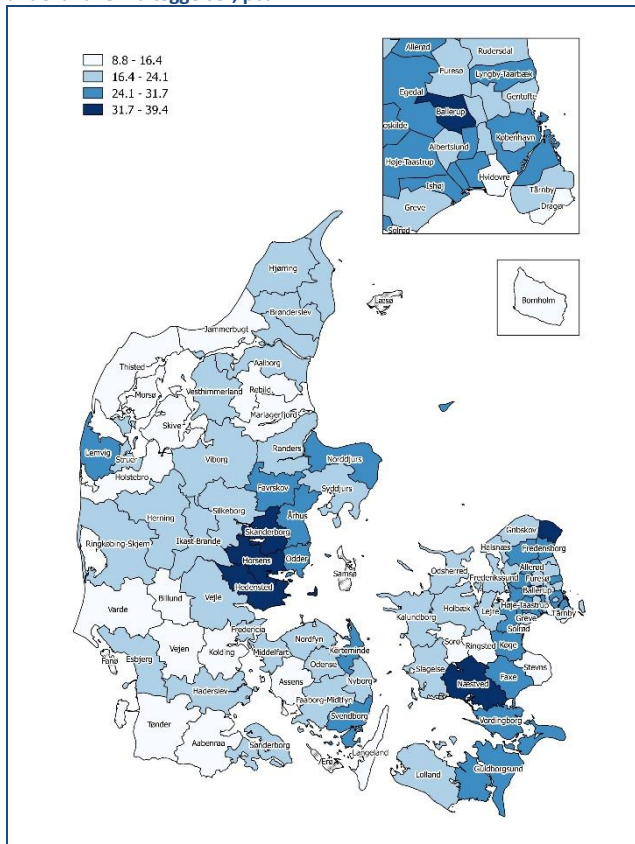 8.8 - 16.4
16.4 - 24.1
24.1 - 31.7
31.7 - 39.4
Allerød
Rudersdal
Furesø
Lyngby-Taarbæk
Egedal
Gentofte
Ballerup
oskilde
København
Albertslund
Høje-Taastrup
Hvidovre
Ishøj
Tårnby
Greve
Dragør
Solrød
Bornholm
Hjørring
Læsø
Brønderslev
Jammerbugt
Aalborg
Thisted
Vesthimmerland
Rebild
Morsø
Mariagerfjord
Skive
Lemvig
Struer
Randers
Norddjurs
Viborg
Holstebro
Favrskov
Syddjurs
Silkeborg
Århus
Herning
Skanderborg
Ringkøbing-Skjern
Ikast-Brande
Horsens
Odder
Samsø
Hedensted
Billund
Varde
Vejle
Gribskov
Helsnæs
Fredensborg
Allerød
Odsherred
Frederikssund
Furesø
Ballerup
Holbæk
Lejre
Høje-Taastrup
Tårnby
Kalundborg
Greve
Solrød
Sorø
Ringsted
Køge
Stevns
Slagelse
Næstved
Faxe
Vordingborg
Lolland
Guldborgsund
Fredericia
Vejen
Kolding
Middelfart
Nordfyn
Kerteminde
Fanø
Esbjerg
Odense
Assens
Nyborg
Haderslev
Faaborg-Midtfyn
Svendborg
Tønder
Aabenraa
Sønderborg
Langeland
Ærø